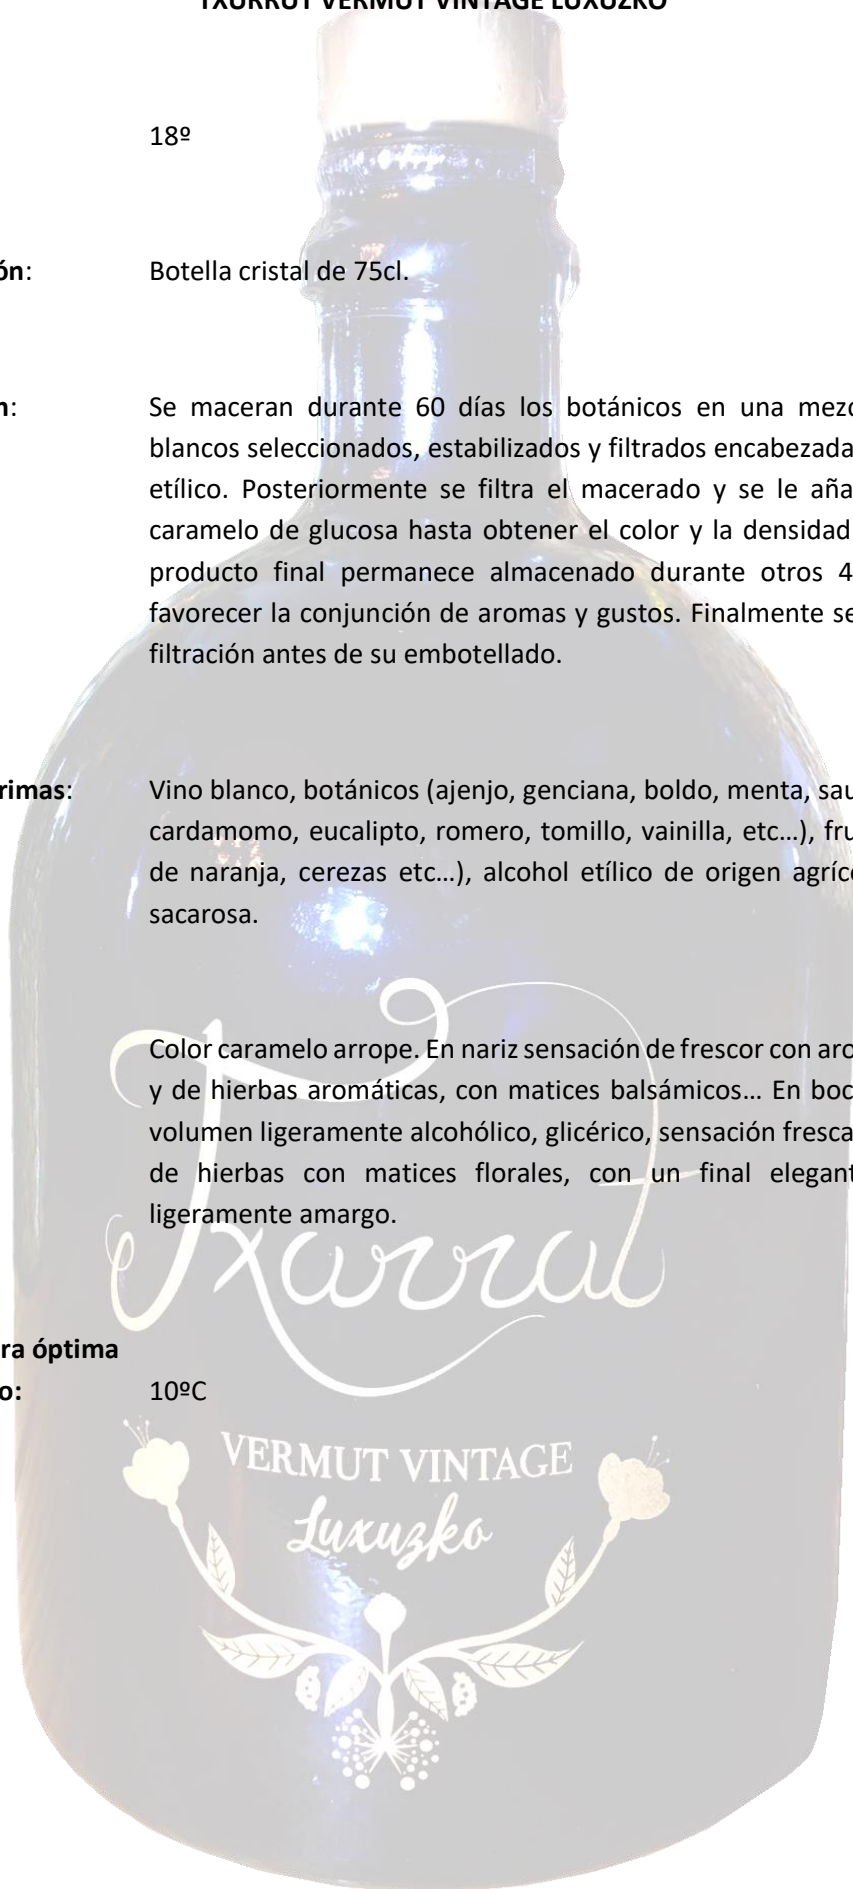 TXURRUT VERMUT VINTAGE LUXUZKO
18º
ón: Botella cristal de 75cl.
n: Se maceran durante 60 días los botánicos en una mezc
blancos seleccionados, estabilizados y filtrados encabezada
etílico. Posteriormente se filtra el macerado y se le aña
caramelo de glucosa hasta obtener el color y la densidad
producto final permanece almacenado durante otros 4
favorecer la conjunción de aromas y gustos. Finalmente se
filtración antes de su embotellado.
rimas: Vino blanco, botánicos (ajenjo, genciana, boldo, menta, sau
cardamomo, eucalipto, romero, tomillo, vainilla, etc…), fru
de naranja, cerezas etc…), alcohol etílico de origen agríco
sacarosa.
Color caramelo arrope. En nariz sensación de frescor con aro
y de hierbas aromáticas, con matices balsámicos… En boc
volumen ligeramente alcohólico, glicérico, sensación fresca
de hierbas con matices florales, con un final elegant
ligeramente amargo.
Txurrut
ra óptima
o: 10ºC
VERMUT VINTAGE
Luxuzko